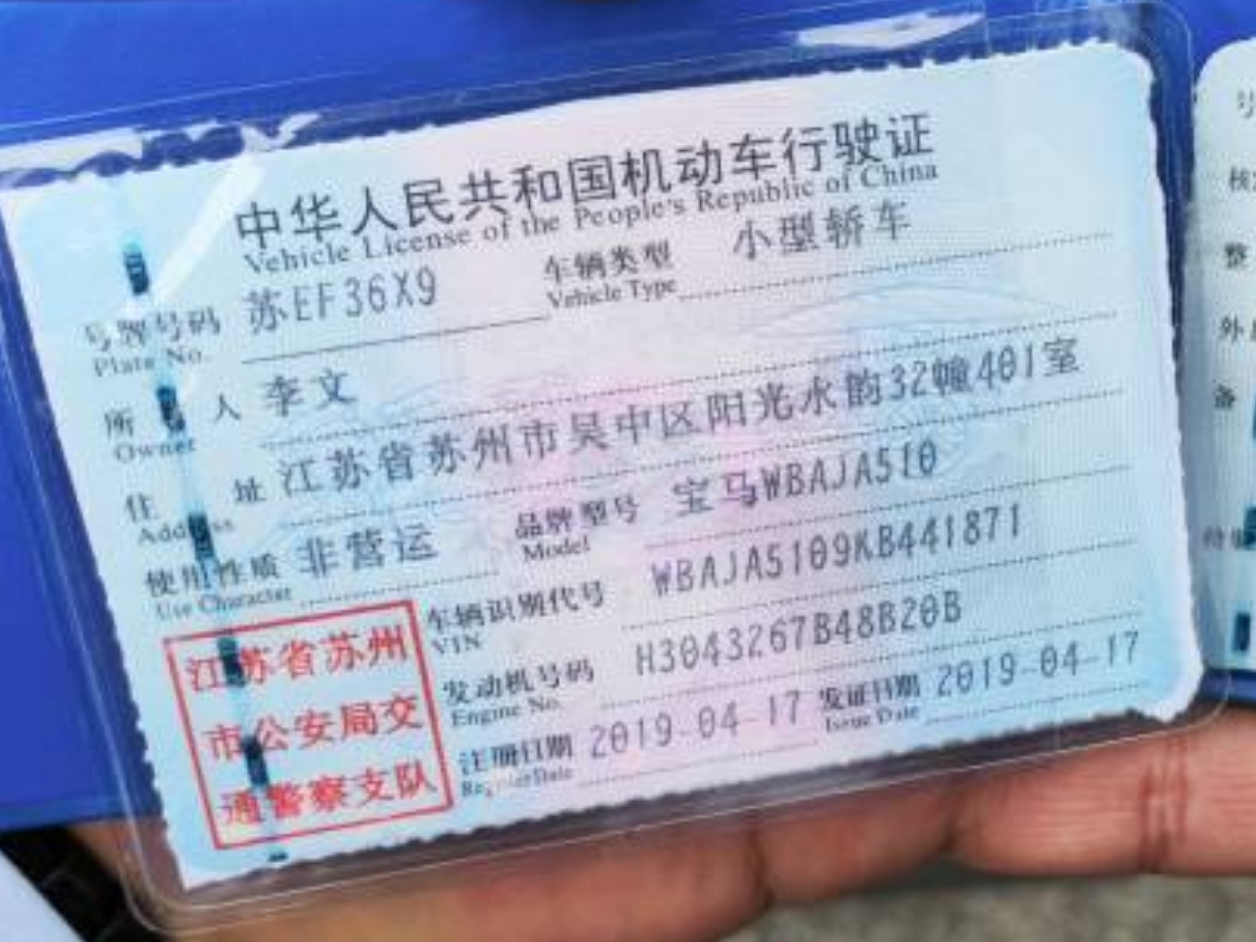 中华人民共和国机动车行驶证
Vehicle License of the People's Republic of China
号牌号码 苏EF36X9 车辆类型 小型轿车
Plate No. Vehicle Type
所 人 李文
Owner
住 址 江苏省苏州市吴中区阳光水韵32幢401室
Address
使用性质 非营运 品牌型号 宝马WBAJA510
Use Character Model
车辆识别代号 WBAJA5109KB441871
VIN
发动机号码 H3043267B48B20B
Engine No.
注册日期 2019-04-17 发证日期 2019-04-17
Register Date Issue Date
江苏省苏州
市公安局交
通警察支队
核
整
外
备